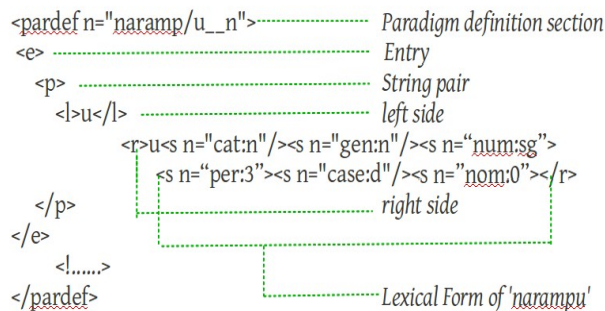 <pardef n="naramp/u__n"> Paradigm definition section
<e> Entry
<p> String pair
<l>u</l> left side
<r>u<s n="cat:n"/><s n="gen:n"/><s n=“num:sg”>
<s n=“per:3”><s n="case:d"/><s n=”nom:0”></r>
</p> right side
</e>
<!......>
</pardef> Lexical Form of 'narampu'